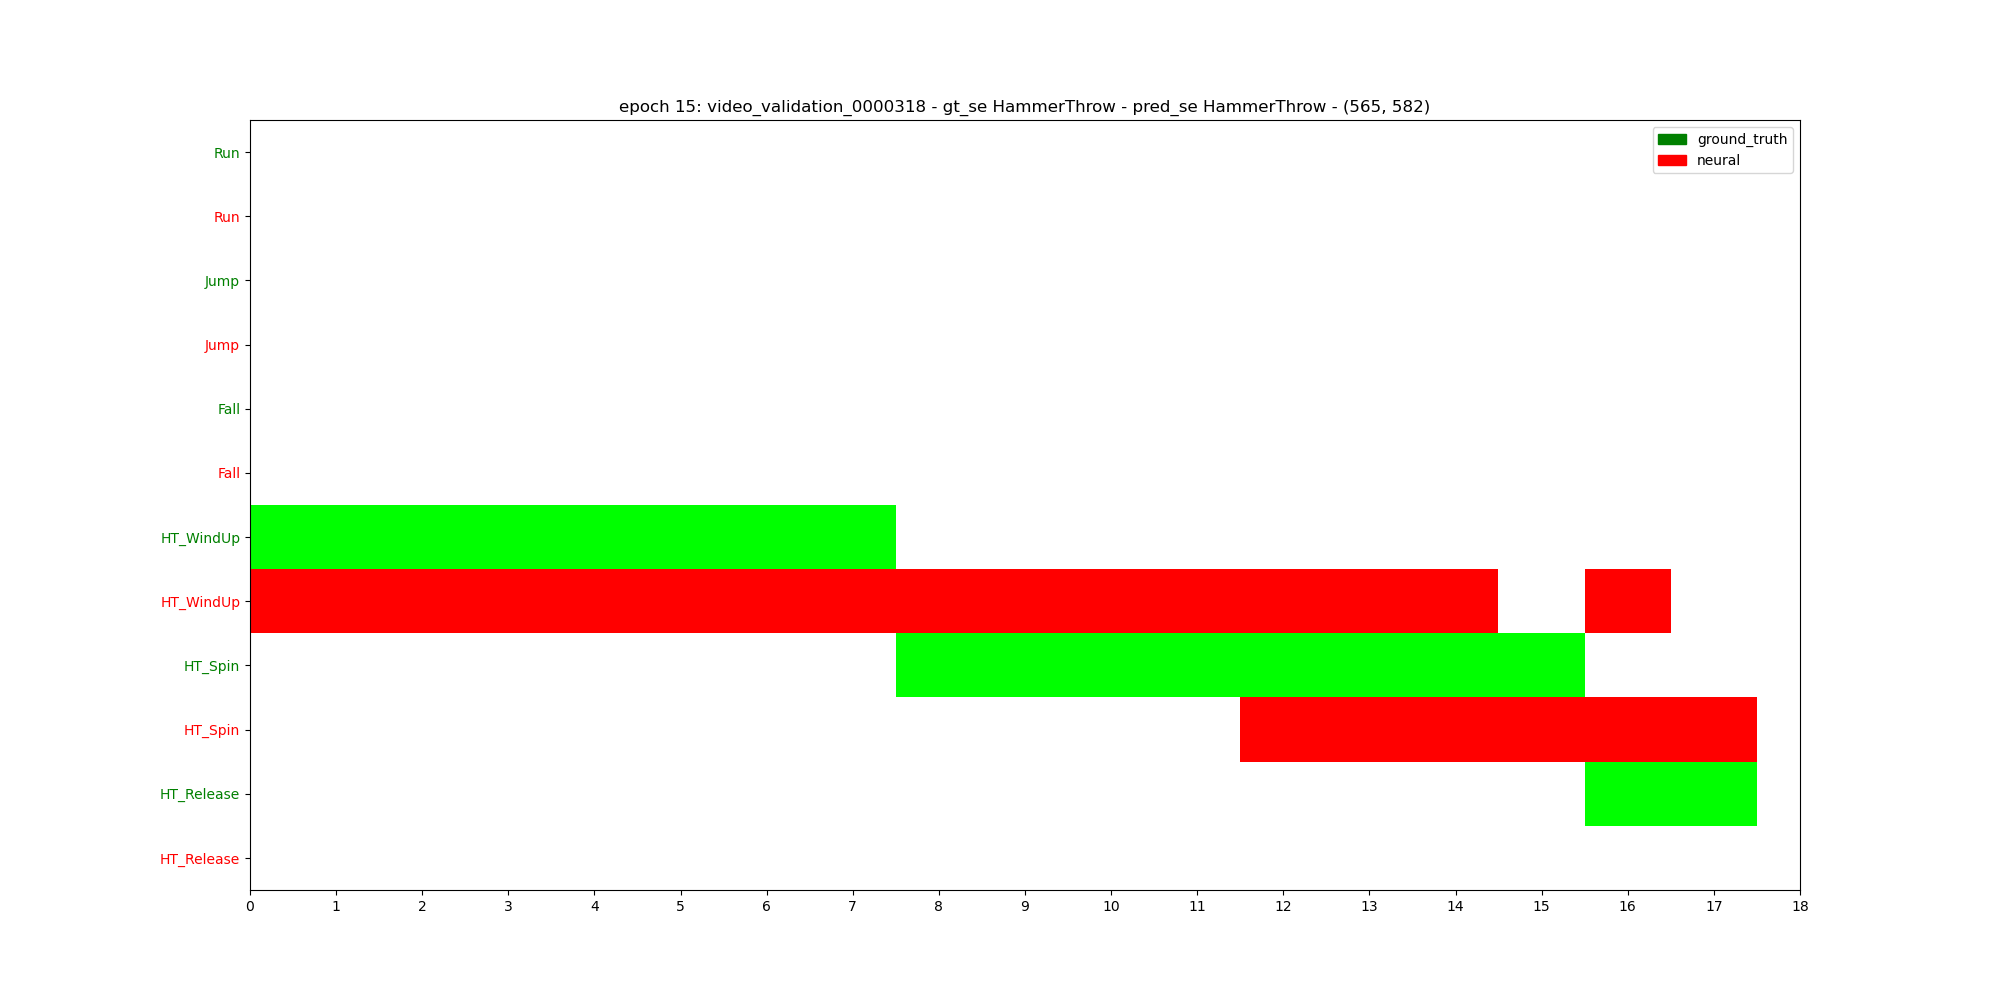 epoch 15: video_validation_0000318 - gt_se HammerThrow - pred_se HammerThrow - (565, 582)
ground_truth
neural
Run
Run
Jump
Jump
Fall
Fall
HT_WindUp
HT_WindUp
HT_Spin
HT_Spin
HT_Release
HT_Release
0 1 2 3 4 5 6 7 8 9 10 11 12 13 14 15 16 17 18